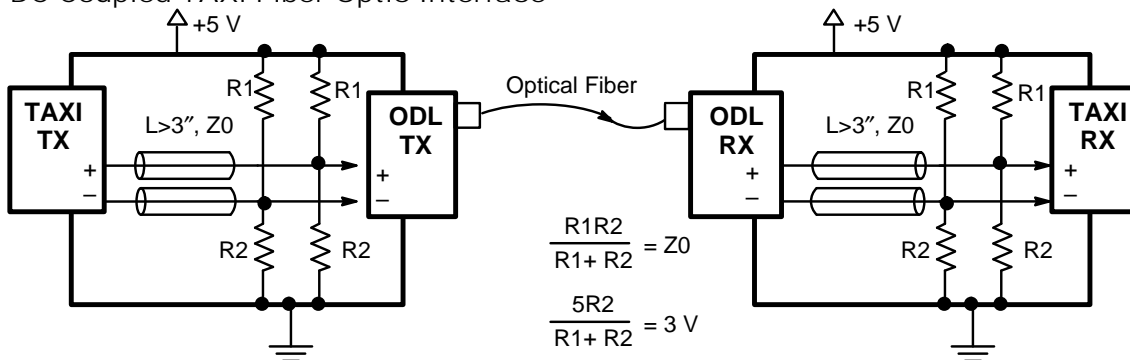 DC Coupled TAXI Fiber Optic Interface
+5 V
+5 V
R1
R1
R1
R1
TAXI
TX
L>3″, Z0
ODL
TX
Optical Fiber
ODL
RX
L>3″, Z0
TAXI
RX
+
+
+
+
–
–
–
–
R2
R2
R2
R2
R1R2
R1+ R2
= Z0
5R2
R1+ R2
= 3 V